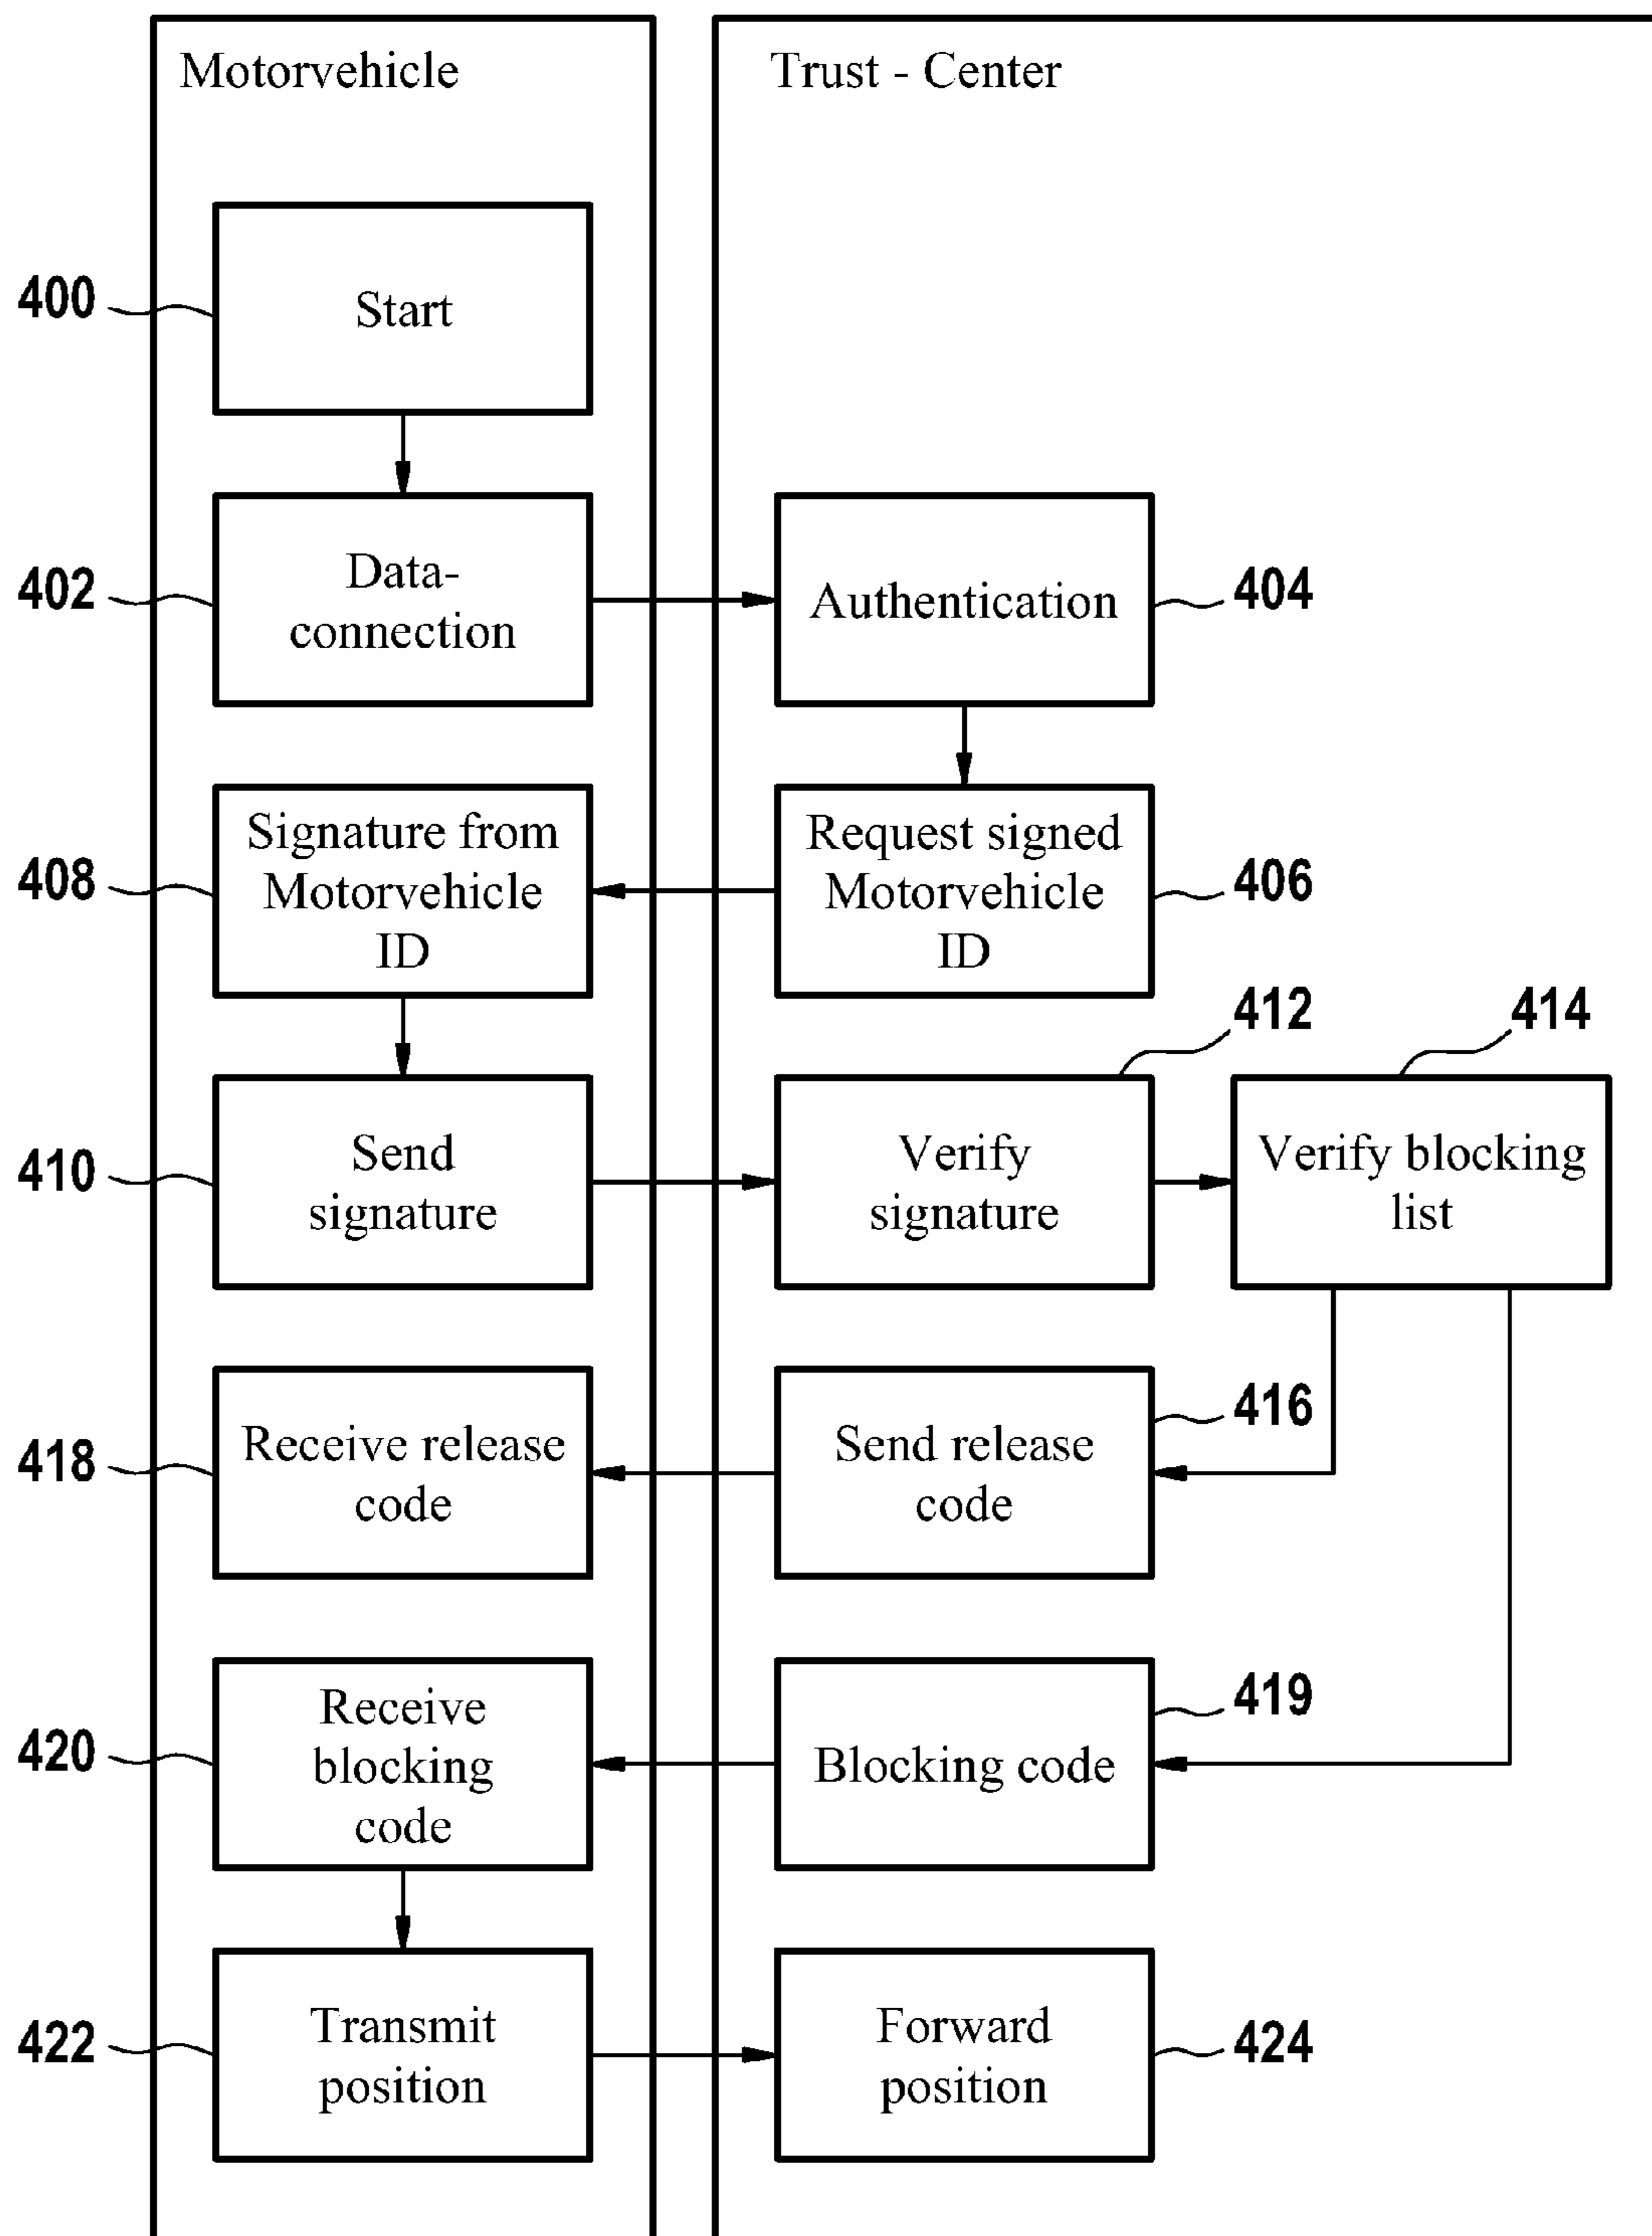 Motorvehicle
Trust - Center
400
Start
402
Data-
connection
Authentication
404
408
Signature from
Motorvehicle
ID
Request signed
Motorvehicle
ID
406
412
414
410
Send
signature
Verify
signature
Verify blocking
list
418
Receive release
code
Send release
code
416
420
Receive
blocking
code
Blocking code
419
422
Transmit
position
Forward
position
424